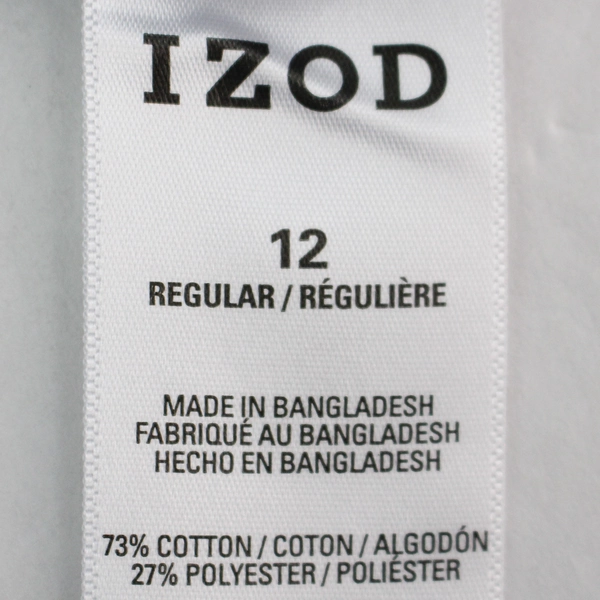 IZOD
12
REGULAR / RÉGULIÈRE
MADE IN BANGLADESH
FABRIQUÉ AU BANGLADESH
HECHO EN BANGLADESH
73% COTTON / COTON / ALGODÓN
27% POLYESTER / POLIÉSTER